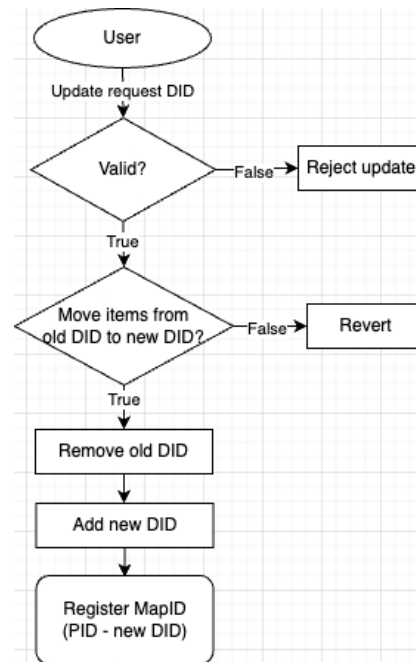 User
Update request DID
Valid?
False
Reject update
True
Move items from
old DID to new DID?
False
Revert
True
Remove old DID
Add new DID
Register MapID
(PID - new DID)